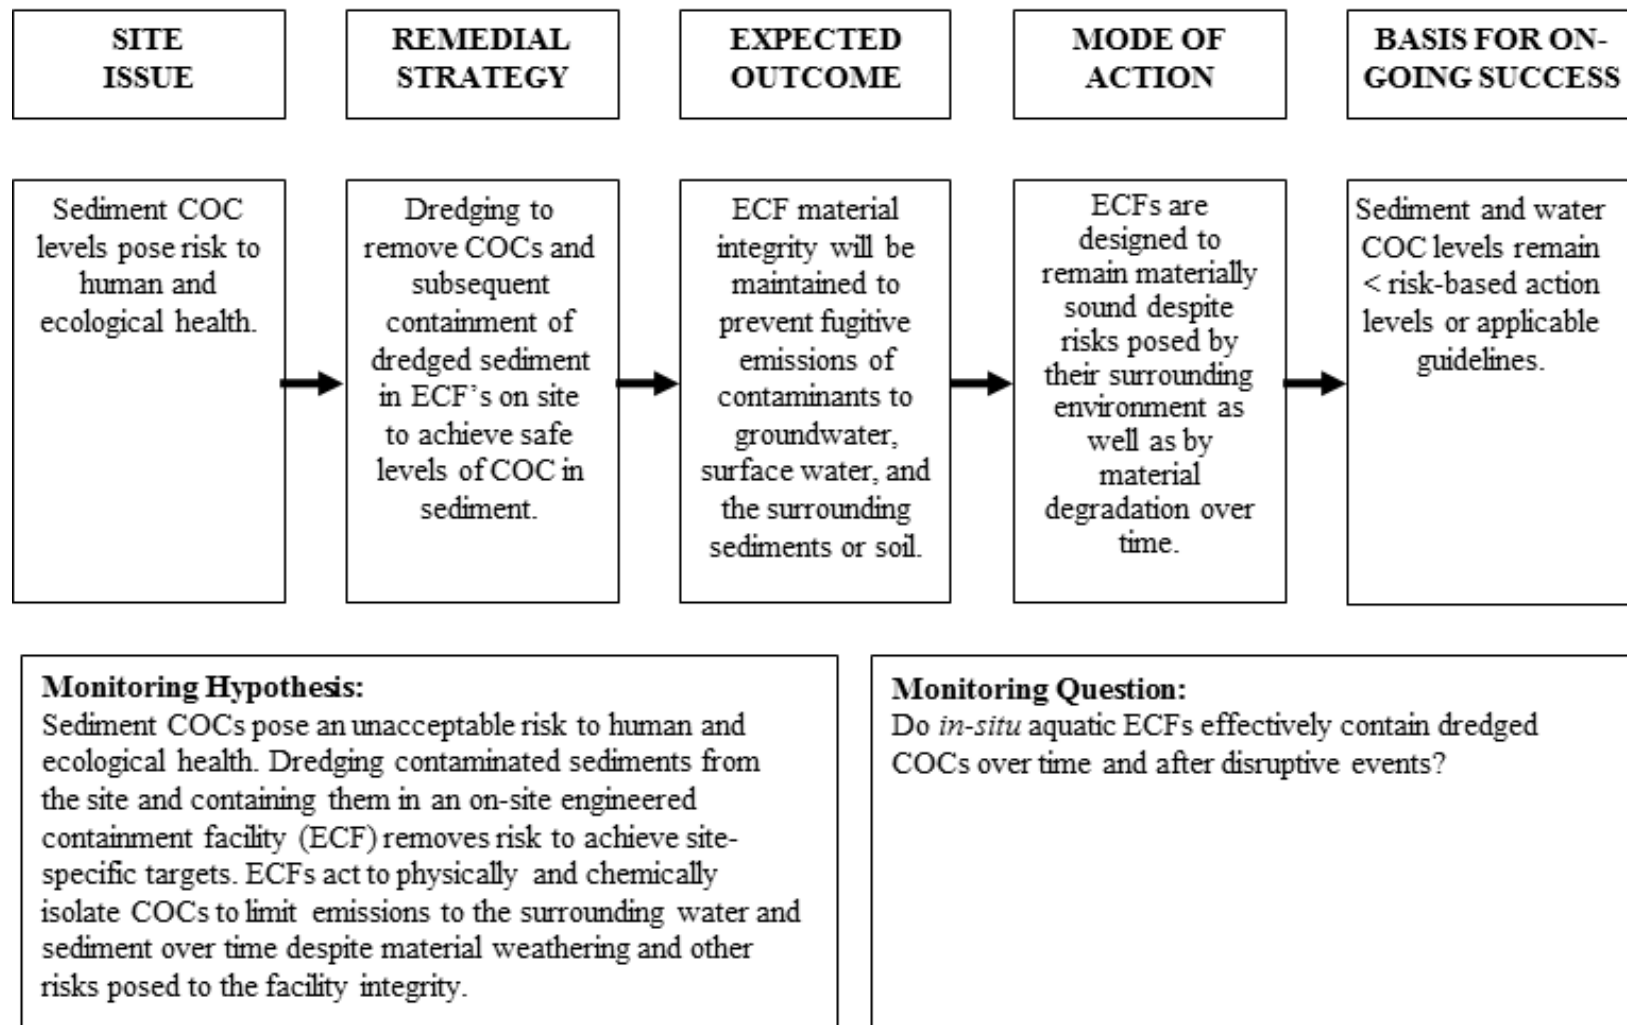 SITE
ISSUE
REMEDIAL
STRATEGY
EXPECTED
OUTCOME
MODE OF
ACTION
BASIS FOR ON-
GOING SUCCESS
Sediment COC
levels pose risk to
human and
ecological health.
Dredging to
remove COCs and
subsequent
containment of
dredged sediment
in ECF’s on site
to achieve safe
levels of COC in
sediment.
ECF material
integrity will be
maintained to
prevent fugitive
emissions of
contaminants to
groundwater,
surface water, and
the surrounding
sediments or soil.
ECFs are
designed to
remain materially
sound despite
risks posed by
their surrounding
environment as
well as by
material
degradation over
time.
Sediment and water
COC levels remain
< risk-based action
levels or applicable
guidelines.
Monitoring Hypothesis:
Sediment COCs pose an unacceptable risk to human and
ecological health. Dredging contaminated sediments from
the site and containing them in an on-site engineered
containment facility (ECF) removes risk to achieve site-
specific targets. ECFs act to physically and chemically
isolate COCs to limit emissions to the surrounding water and
sediment over time despite material weathering and other
risks posed to the facility integrity.
Monitoring Question:
Do in-situ aquatic ECFs effectively contain dredged
COCs over time and after disruptive events?